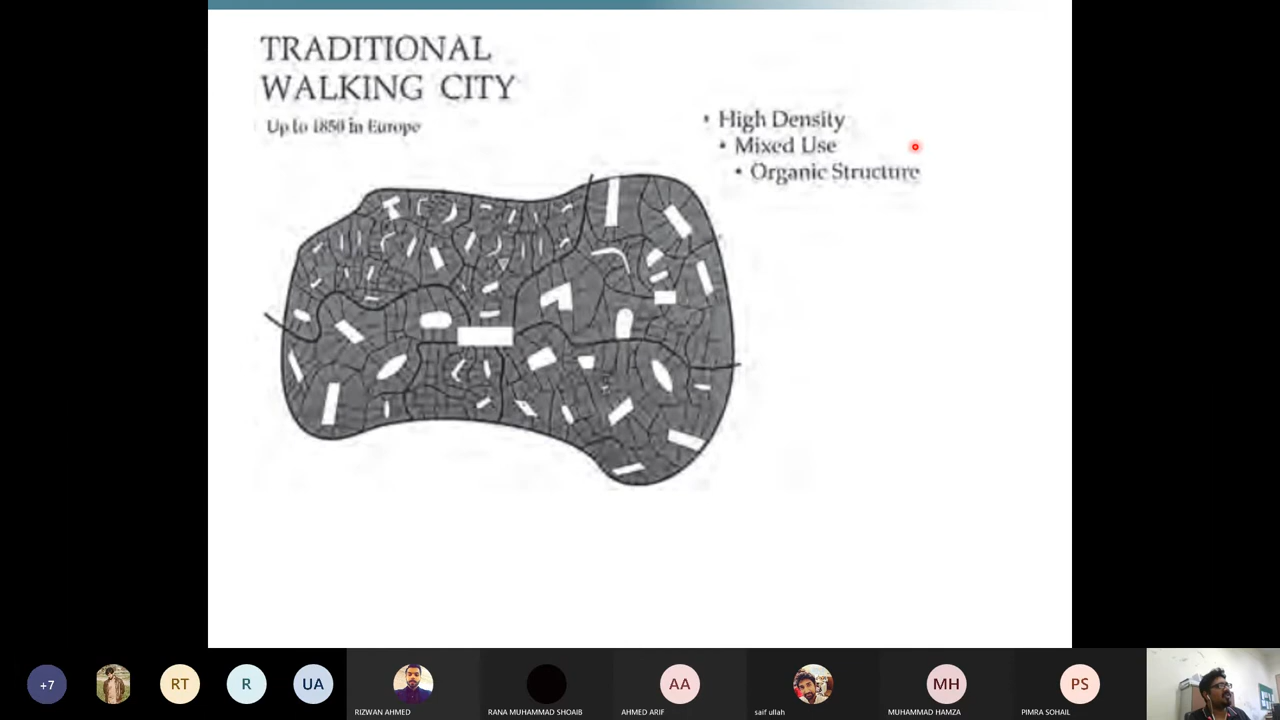 TRADITIONAL
WALKING CITY
Up to 1850 in Europe
• High Density
• Mixed Use
• Organic Structure
+7
RT
R
UA
AA
MH
PS
RIZWAN AHMED
RANA MUHAMMAD SHOAIB
AHMED ARIF
saif ullah
MUHAMMAD HAMZA
PIMRA SOHAIL